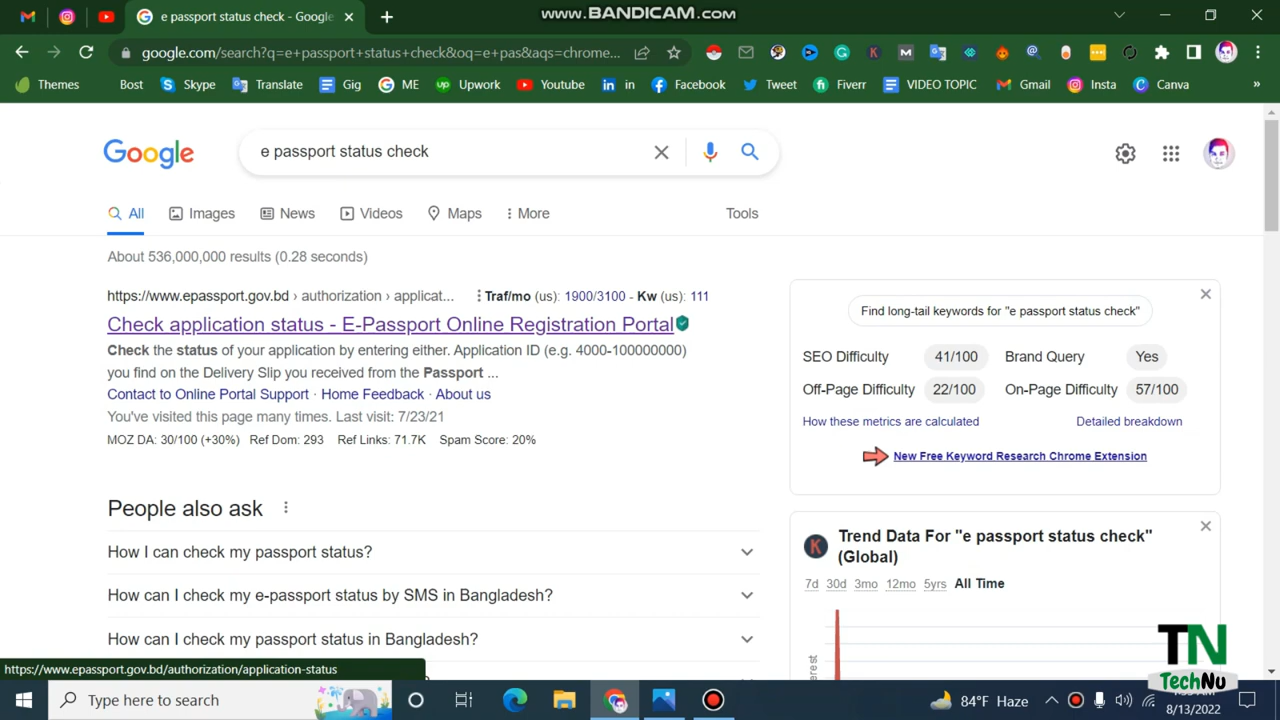 e passport status check - Google
www.BANDICAM.com
google.com/search?q=e+passport+status+check&oq=e+pas&aqs=chrome...
Themes
Bost
Skype
Translate
Gig
ME
Upwork
Youtube
in
Facebook
Tweet
Fiverr
VIDEO TOPIC
Gmail
Insta
Canva
»
Google
e passport status check
All
Images
News
Videos
Maps
More
Tools
About 536,000,000 results (0.28 seconds)
https://www.epassport.gov.bd › authorization › applicat...
Traf/mo (us): 1900/3100 - Kw (us): 111
Check application status - E-Passport Online Registration Portal
Check the status of your application by entering either. Application ID (e.g. 4000-100000000)
you find on the Delivery Slip you received from the Passport ...
Contact to Online Portal Support · Home Feedback · About us
You've visited this page many times. Last visit: 7/23/21
MOZ DA: 30/100 (+30%) Ref Dom: 293 Ref Links: 71.7K Spam Score: 20%
People also ask
How I can check my passport status?
How can I check my e-passport status by SMS in Bangladesh?
How can I check my passport status in Bangladesh?
https://www.epassport.gov.bd/authorization/application-status
Find long-tail keywords for "e passport status check"
SEO Difficulty 41/100 Brand Query Yes
Off-Page Difficulty 22/100 On-Page Difficulty 57/100
How these metrics are calculated
Detailed breakdown
New Free Keyword Research Chrome Extension
K
Trend Data For "e passport status check"
(Global)
7d 30d 3mo 12mo 5yrs All Time
TN
TechNu
Type here to search
84°F Haze
8/13/2022